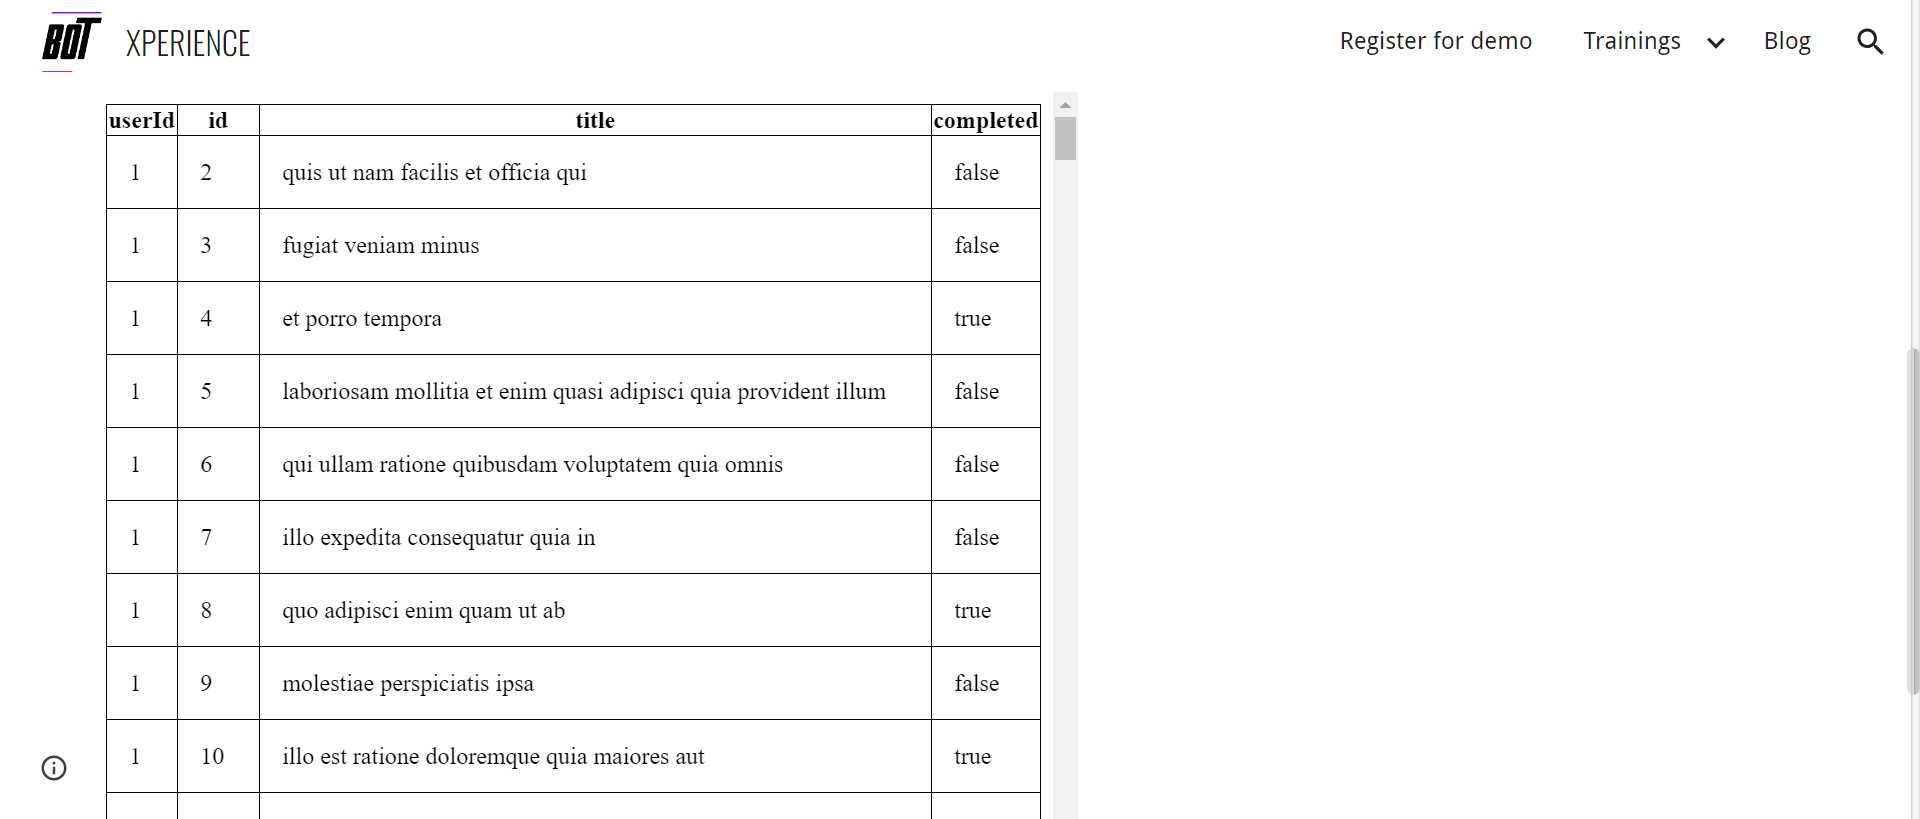 BOT XPERIENCE Register for demo Trainings Blog
userId id title completed
1 2 quis ut nam facilis et officia qui false
1 3 fugiat veniam minus false
1 4 et porro tempora true
1 5 laboriosam mollitia et enim quasi adipisci quia provident illum false
1 6 qui ullam ratione quibusdam voluptatem quia omnis false
1 7 illo expedita consequatur quia in false
1 8 quo adipisci enim quam ut ab true
1 9 molestiae perspiciatis ipsa false
1 10 illo est ratione doloremque quia maiores aut true